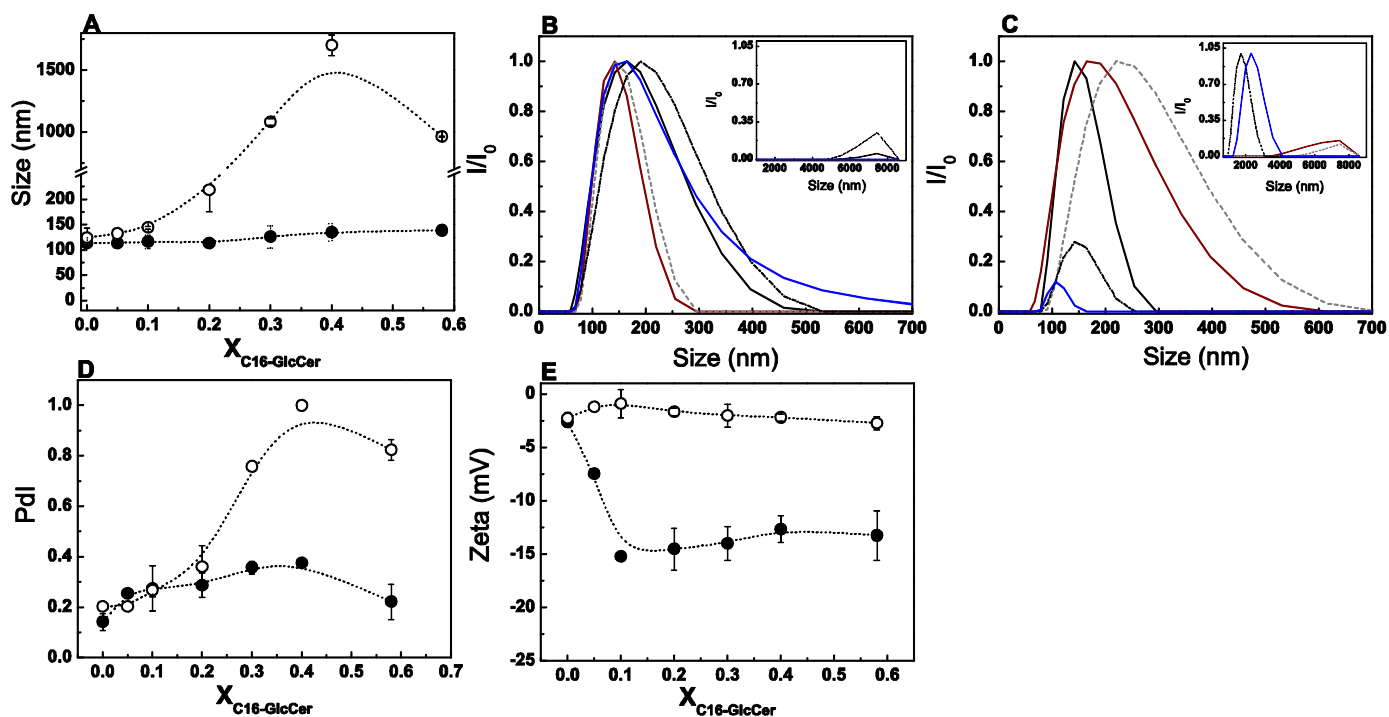 A
Size (nm)
1500
1000
200
150
100
50
0
0.0 0.1 0.2 0.3 0.4 0.5 0.6
X C16-GlcCer
B
I/I0
1.0
0.8
0.6
0.4
0.2
0.0
0 100 200 300 400 500 600 700
Size (nm)
I/I0
1.05
0.70
0.35
0.00
2000 4000 6000 8000
Size (nm)
C
I/I0
1.0
0.8
0.6
0.4
0.2
0.0
0 100 200 300 400 500 600 700
Size (nm)
I/I0
1.05
0.70
0.35
0.00
2000 4000 6000 8000
Size (nm)
D
PdI
1.0
0.8
0.6
0.4
0.2
0.0
0.0 0.1 0.2 0.3 0.4 0.5 0.6 0.7
X C16-GlcCer
E
Zeta (mV)
0
-5
-10
-15
-20
-25
0.0 0.1 0.2 0.3 0.4 0.5 0.6
X C16-GlcCer